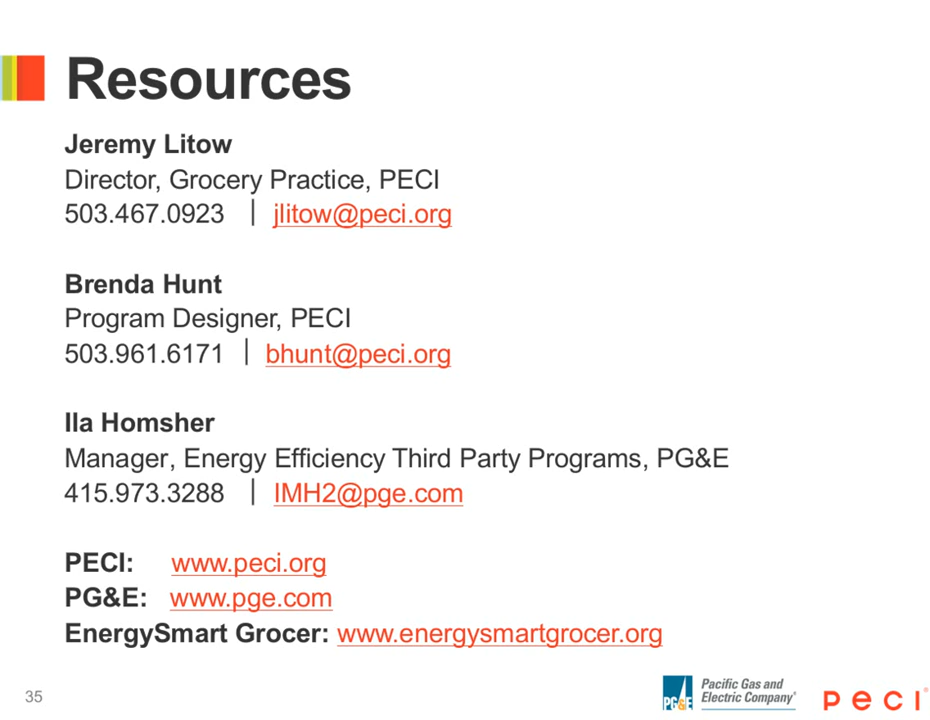 Resources
Jeremy Litow
Director, Grocery Practice, PECI
503.467.0923 | jlitow@peci.org
Brenda Hunt
Program Designer, PECI
503.961.6171 | bhunt@peci.org
Ila Homsher
Manager, Energy Efficiency Third Party Programs, PG&E
415.973.3288 | IMH2@pge.com
PECI: www.peci.org
PG&E: www.pge.com
EnergySmart Grocer: www.energysmartgrocer.org
35
PG&E
Pacific Gas and
Electric Company®
PECI®